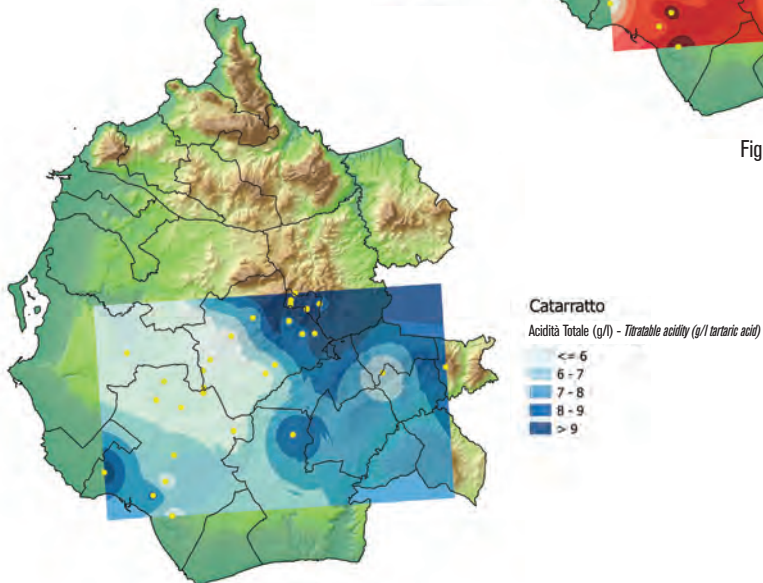 Fig
Catarratto
Acidità Totale (g/l) - Titratable acidity (g/l tartaric acid)
<= 6
6 - 7
7 - 8
8 - 9
> 9